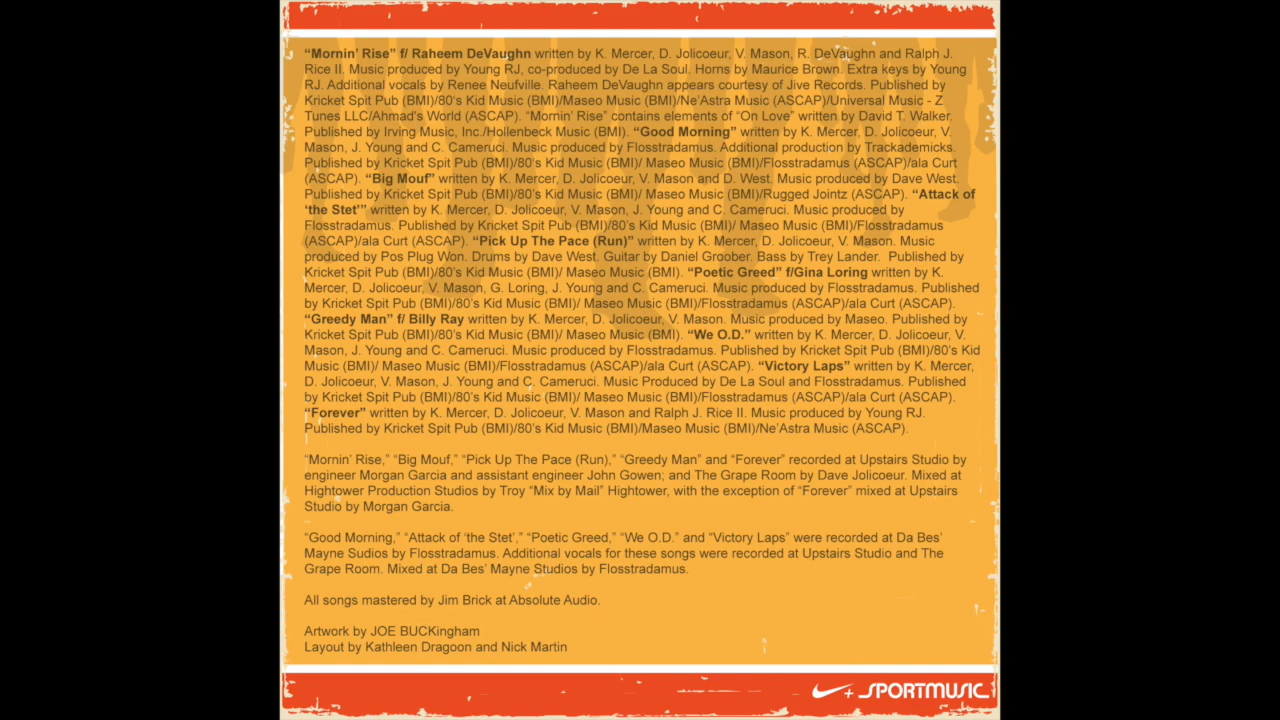 “Mornin’ Rise” f/ Raheem DeVaughn written by K. Mercer, D. Jolicoeur, V. Mason, R. DeVaughn and Ralph J.
Rice II. Music produced by Young RJ, co-produced by De La Soul. Horns by Maurice Brown. Extra keys by Young
RJ. Additional vocals by Renee Neufville. Raheem DeVaughn appears courtesy of Jive Records. Published by
Kricket Spit Pub (BMI)/80’s Kid Music (BMI)/Maseo Music (BMI)/Ne’Astra Music (ASCAP)/Universal Music - Z
Tunes LLC/Ahmad’s World (ASCAP). “Mornin’ Rise” contains elements of “On Love” written by David T. Walker.
Published by Irving Music, Inc./Hollenbeck Music (BMI). “Good Morning” written by K. Mercer, D. Jolicoeur, V.
Mason, J. Young and C. Cameruci. Music produced by Flosstradamus. Additional production by Trackademicks.
Published by Kricket Spit Pub (BMI)/80’s Kid Music (BMI)/ Maseo Music (BMI)/Flosstradamus (ASCAP)/ala Curt
(ASCAP). “Big Mouf” written by K. Mercer, D. Jolicoeur, V. Mason and D. West. Music produced by Dave West.
Published by Kricket Spit Pub (BMI)/80’s Kid Music (BMI)/ Maseo Music (BMI)/Rugged Jointz (ASCAP). “Attack of
‘the Stet’” written by K. Mercer, D. Jolicoeur, V. Mason, J. Young and C. Cameruci. Music produced by
Flosstradamus. Published by Kricket Spit Pub (BMI)/80’s Kid Music (BMI)/ Maseo Music (BMI)/Flosstradamus
(ASCAP)/ala Curt (ASCAP). “Pick Up The Pace (Run)” written by K. Mercer, D. Jolicoeur, V. Mason. Music
produced by Pos Plug Won. Drums by Dave West. Guitar by Daniel Groober. Bass by Trey Lander. Published by
Kricket Spit Pub (BMI)/80’s Kid Music (BMI)/ Maseo Music (BMI). “Poetic Greed” f/Gina Loring written by K.
Mercer, D. Jolicoeur, V. Mason, G. Loring, J. Young and C. Cameruci. Music produced by Flosstradamus. Published
by Kricket Spit Pub (BMI)/80’s Kid Music (BMI)/ Maseo Music (BMI)/Flosstradamus (ASCAP)/ala Curt (ASCAP).
“Greedy Man” f/ Billy Ray written by K. Mercer, D. Jolicoeur, V. Mason. Music produced by Maseo. Published by
Kricket Spit Pub (BMI)/80’s Kid Music (BMI)/ Maseo Music (BMI). “We O.D.” written by K. Mercer, D. Jolicoeur, V.
Mason, J. Young and C. Cameruci. Music produced by Flosstradamus. Published by Kricket Spit Pub (BMI)/80’s Kid
Music (BMI)/ Maseo Music (BMI)/Flosstradamus (ASCAP)/ala Curt (ASCAP). “Victory Laps” written by K. Mercer,
D. Jolicoeur, V. Mason, J. Young and C. Cameruci. Music Produced by De La Soul and Flosstradamus. Published
by Kricket Spit Pub (BMI)/80’s Kid Music (BMI)/ Maseo Music (BMI)/Flosstradamus (ASCAP)/ala Curt (ASCAP).
“Forever” written by K. Mercer, D. Jolicoeur, V. Mason and Ralph J. Rice II. Music produced by Young RJ.
Published by Kricket Spit Pub (BMI)/80’s Kid Music (BMI)/Maseo Music (BMI)/Ne’Astra Music (ASCAP).
“Mornin’ Rise,” “Big Mouf,” “Pick Up The Pace (Run),” “Greedy Man” and “Forever” recorded at Upstairs Studio by
engineer Morgan Garcia and assistant engineer John Gowen; and The Grape Room by Dave Jolicoeur. Mixed at
Hightower Production Studios by Troy “Mix by Mail” Hightower, with the exception of “Forever” mixed at Upstairs
Studio by Morgan Garcia.
“Good Morning,” “Attack of ‘the Stet’,” “Poetic Greed,” “We O.D.” and “Victory Laps” were recorded at Da Bes’
Mayne Sudios by Flosstradamus. Additional vocals for these songs were recorded at Upstairs Studio and The
Grape Room. Mixed at Da Bes’ Mayne Studios by Flosstradamus.
All songs mastered by Jim Brick at Absolute Audio.
Artwork by JOE BUCKingham
Layout by Kathleen Dragoon and Nick Martin
+ SPORTMUSIC